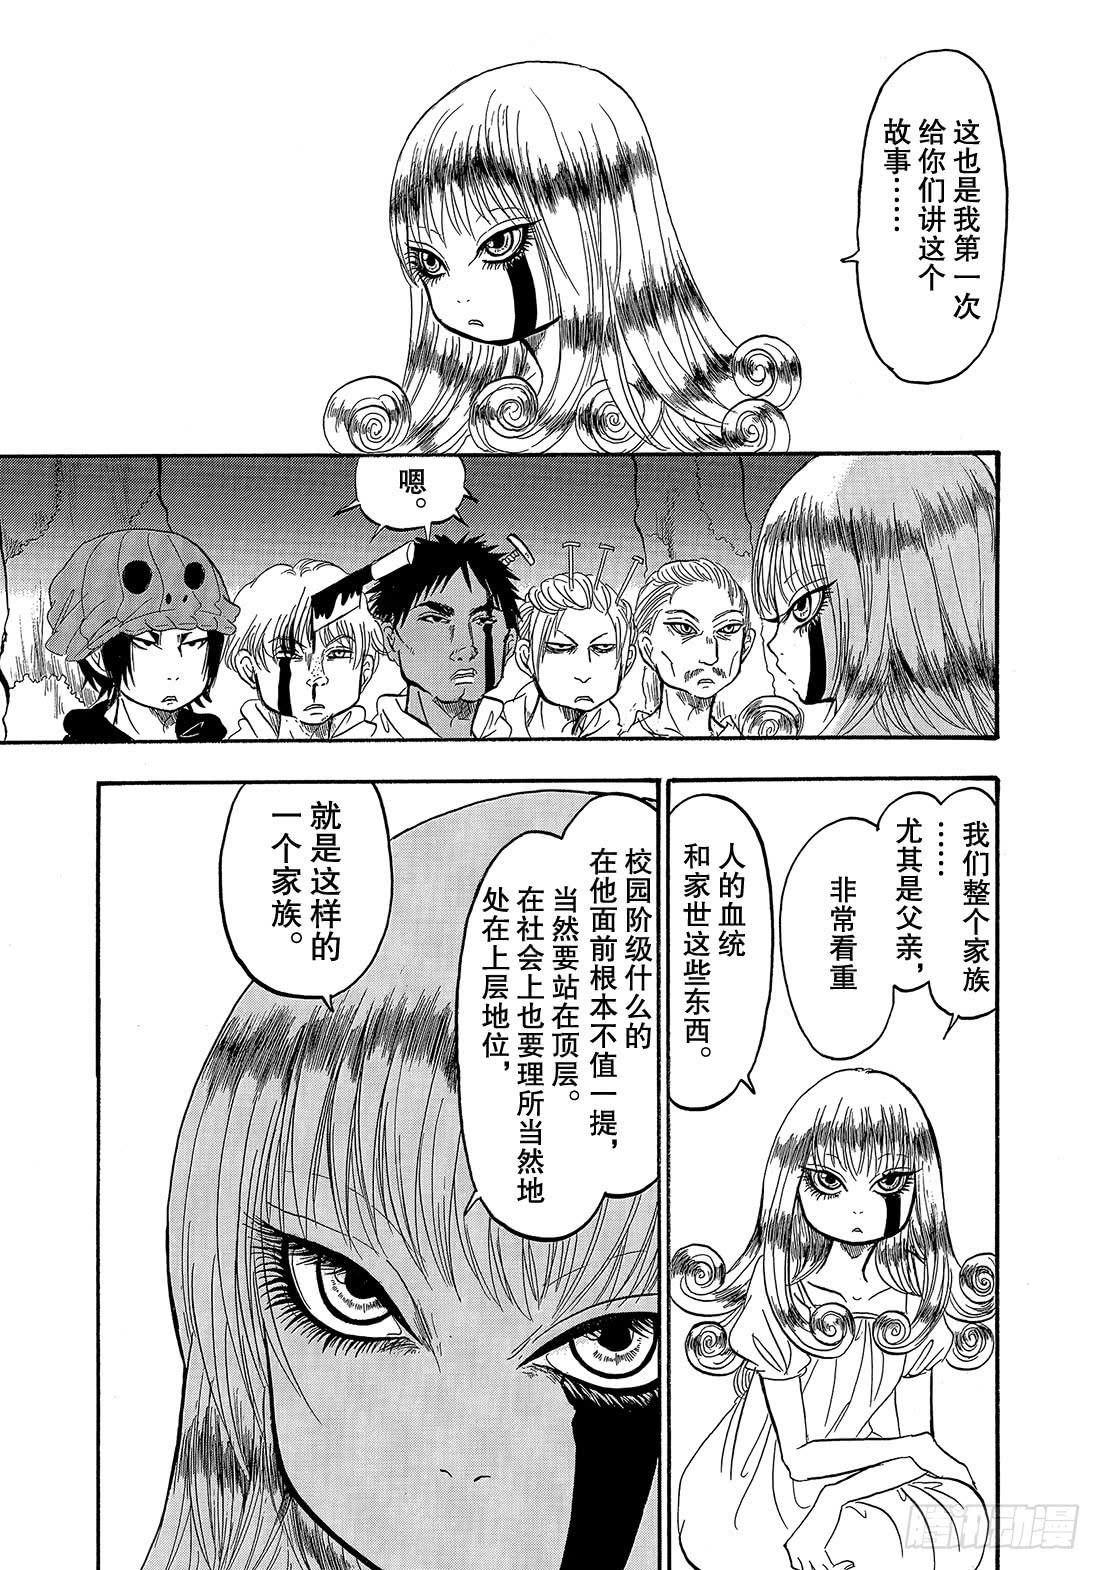 这也是我第一次
给你们讲这个
故事……
嗯。
我们整个家族
……
尤其是父亲，
非常看重
人的血统
和家世这些东西。
校园阶级什么的
在他面前根本不值一提，
当然要站在顶层。
在社会上也要理所当然地
处在上层地位，
就是这样的
一个家族。
腾讯动漫